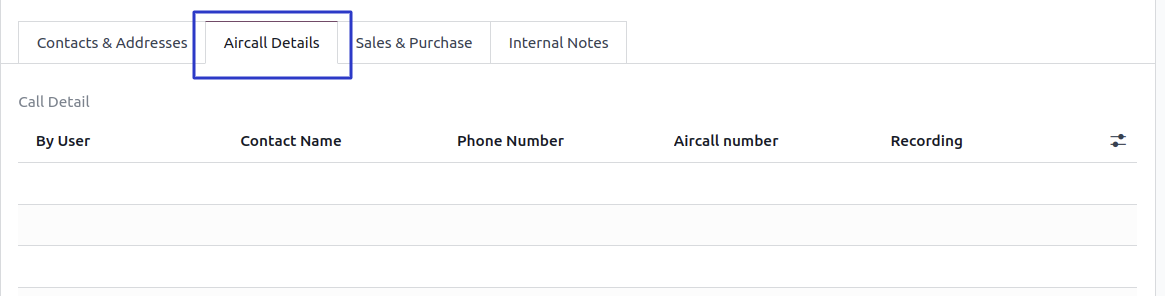 Contacts & Addresses Aircall Details Sales & Purchase Internal Notes
Call Detail
By User Contact Name Phone Number Aircall number Recording